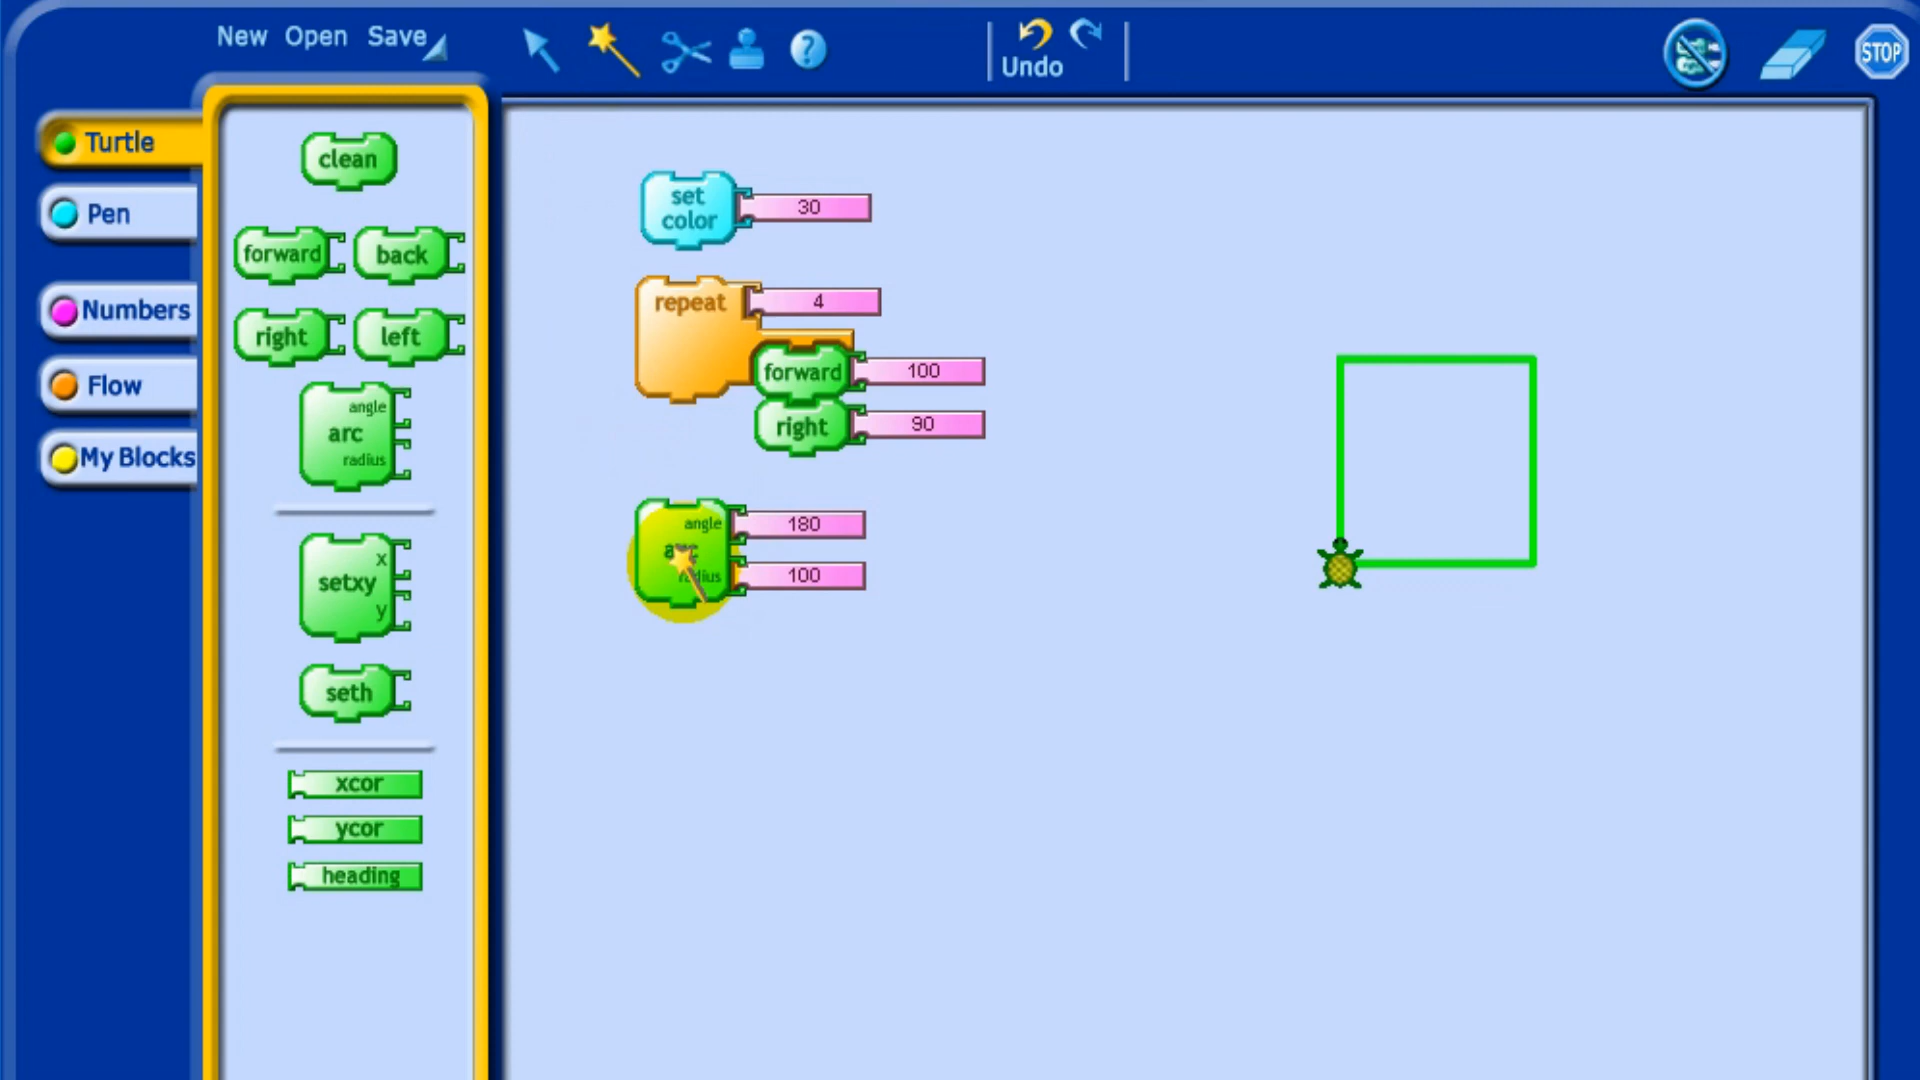 New Open Save
Undo
STOP
Turtle
Pen
Numbers
Flow
My Blocks
clean
forward back
right left
angle
arc
radius
x
setxy
y
seth
xcor
ycor
heading
set
color 30
repeat 4
forward 100
right 90
angle 180
radius 100